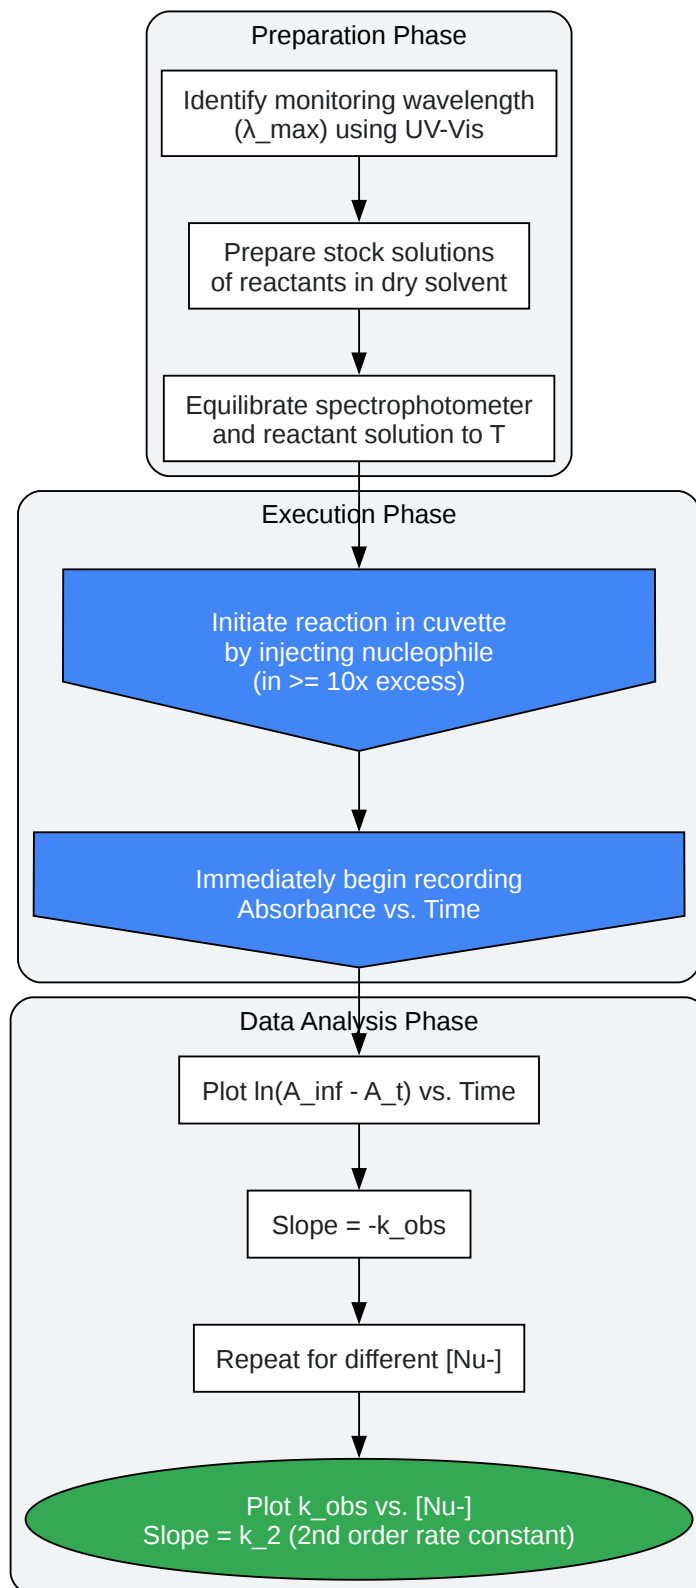 Preparation Phase
Identify monitoring wavelength
(λ_max) using UV-Vis
Prepare stock solutions
of reactants in dry solvent
Equilibrate spectrophotometer
and reactant solution to T
Execution Phase
Initiate reaction in cuvette
by injecting nucleophile
(in >= 10x excess)
Immediately begin recording
Absorbance vs. Time
Data Analysis Phase
Plot ln(A_inf - A_t) vs. Time
Slope = -k_obs
Repeat for different [Nu-]
Plot k_obs vs. [Nu-]
Slope = k_2 (2nd order rate constant)